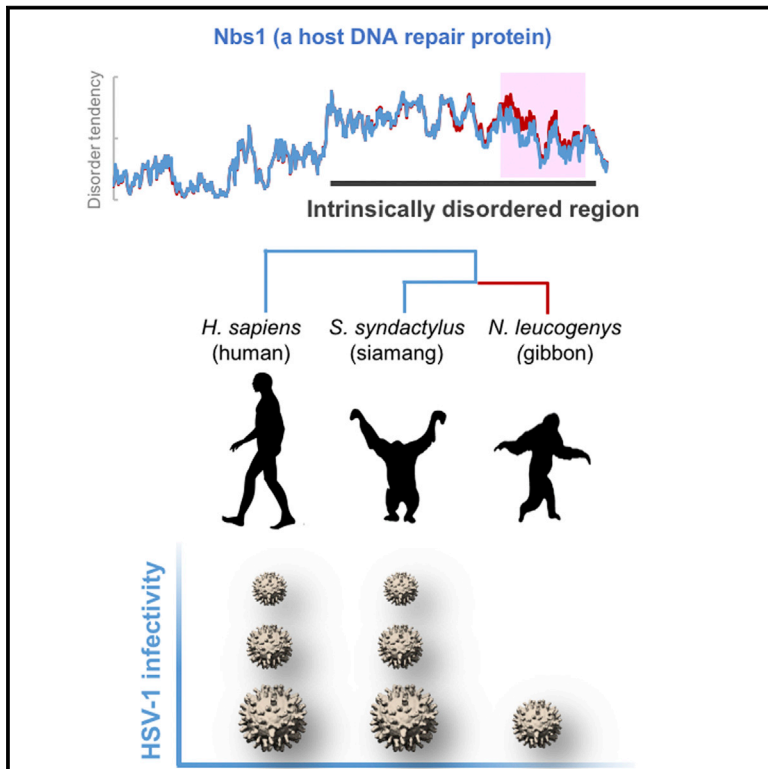 Nbs1 (a host DNA repair protein)
Disorder tendency
Intrinsically disordered region
H. sapiens
(human)
S. syndactylus
(siamang)
N. leucogenys
(gibbon)
HSV-1 infectivity